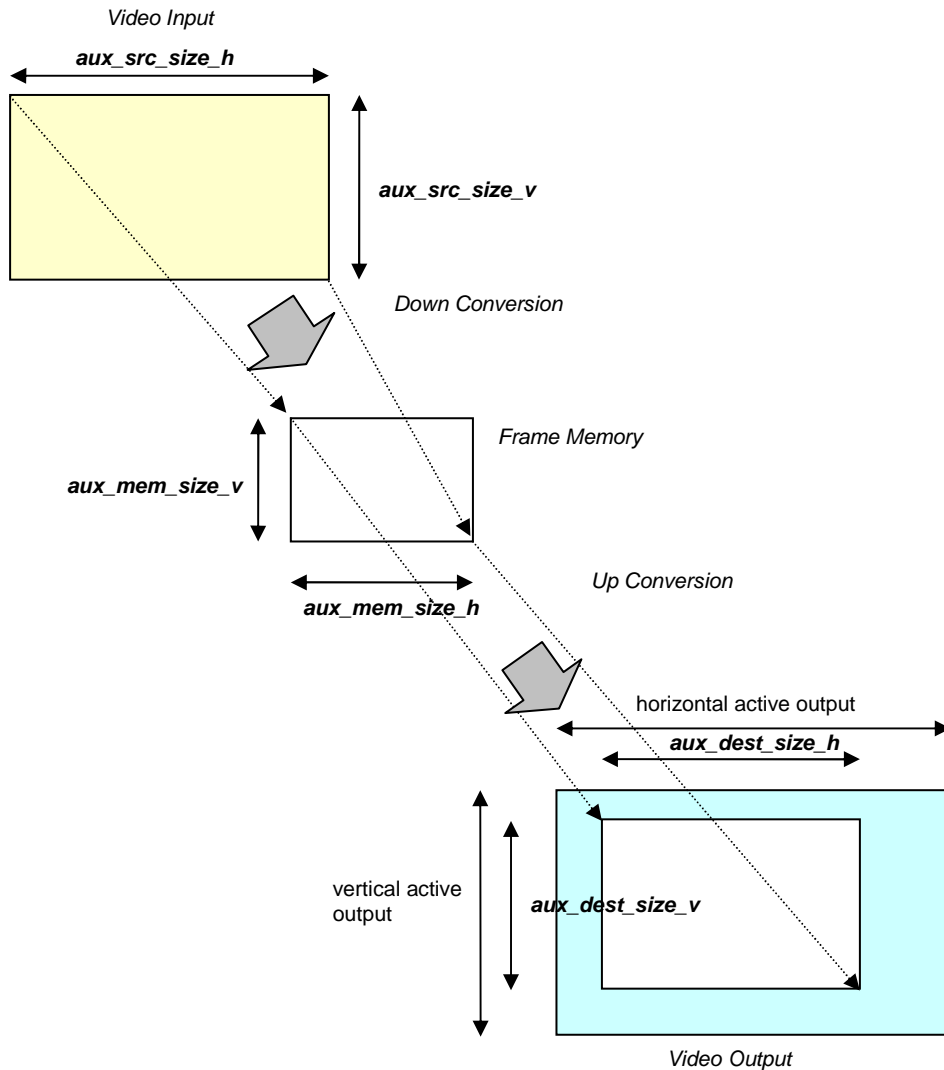 Video Input
aux_src_size_h
aux_src_size_v
Down Conversion
Frame Memory
aux_mem_size_v
Up Conversion
aux_mem_size_h
horizontal active output
aux_dest_size_h
vertical active
output
aux_dest_size_v
Video Output